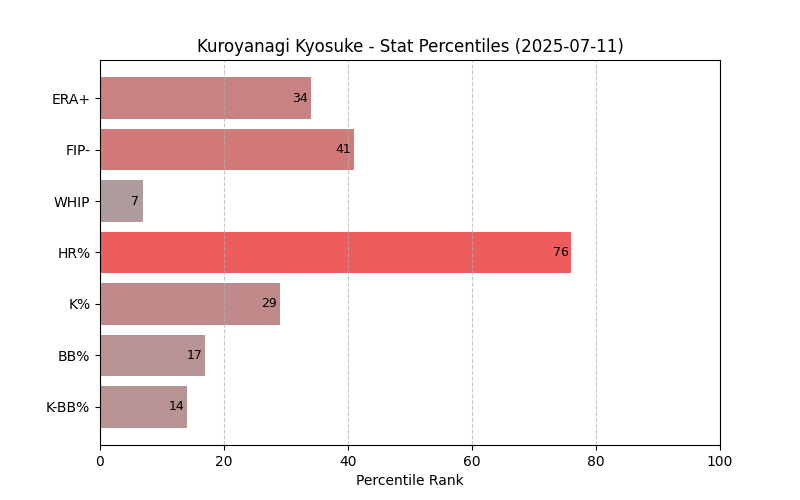 Kuroyanagi Kyosuke - Stat Percentiles (2025-07-11)
ERA+ 34
FIP- 41
WHIP 7
HR% 76
K% 29
BB% 17
K-BB% 14
0 20 40 60 80 100
Percentile Rank